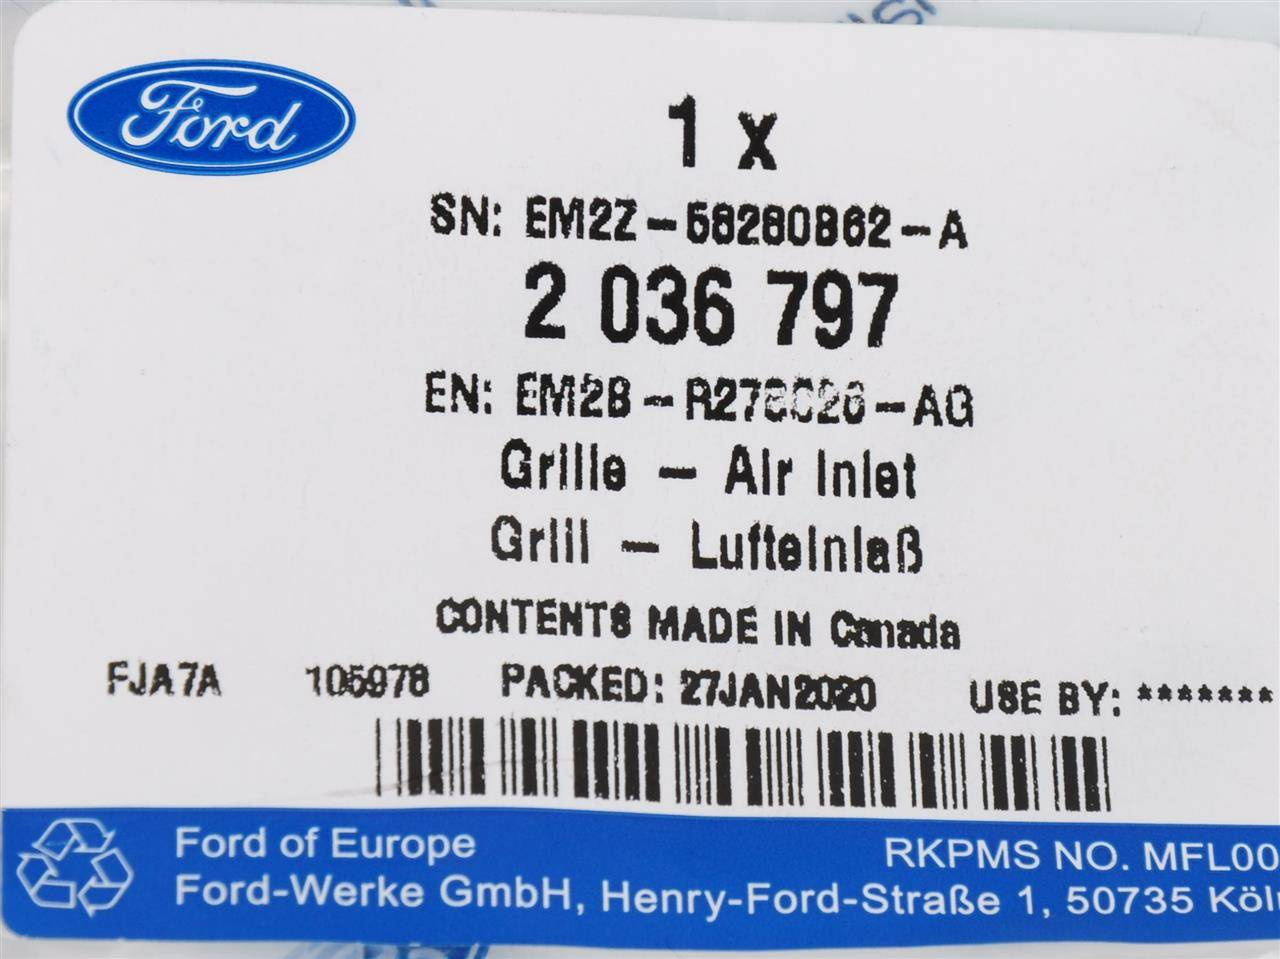 Ford
1 x
SN: EM2Z-58280B62-A
2 036 797
EN: EM2B-R278C26-AG
Grille - Air Inlet
Grill - Lufteinlaß
CONTENTS MADE IN Canada
FJA7A 105978 PACKED: 27JAN2020 USE BY: *******
Ford of Europe RKPMS NO. MFL00
Ford-Werke GmbH, Henry-Ford-Straße 1, 50735 Köln